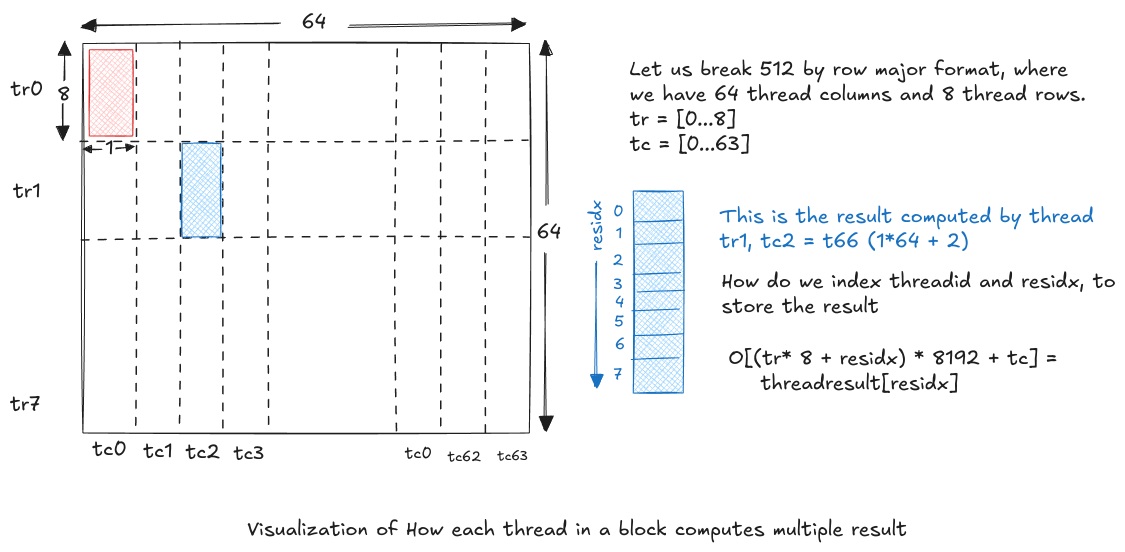 64
tr0
8
1
tr1
64
tr7
tc0 tc1 tc2 tc3 tc0 tc62 tc63
Let us break 512 by row major format, where
we have 64 thread columns and 8 thread rows.
tr = [0...8]
tc = [0...63]
residx
0
1
2
3
4
5
6
7
This is the result computed by thread
tr1, tc2 = t66 (1*64 + 2)
How do we index threadid and residx, to
store the result
O[(tr* 8 + residx) * 8192 + tc] =
threadresult[residx]
Visualization of How each thread in a block computes multiple result